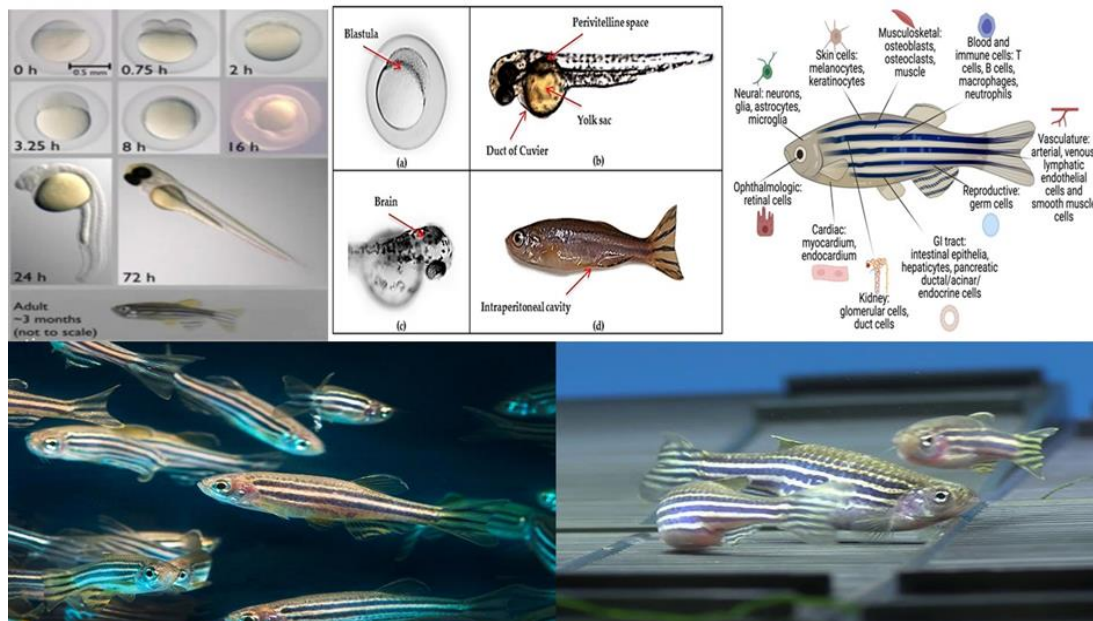 0 h
0.5 mm
0.75 h
2 h
3.25 h
8 h
16 h
24 h
72 h
Adult
~3 months
(not to scale)
Blastula
(a)
Perivitelline space
Yolk sac
Duct of Cuvier
(b)
Brain
(c)
Intraperitoneal cavity
(d)
Skin cells:
melanocytes,
keratinocytes
Musculosketal:
osteoblasts,
osteoclasts,
muscle
Blood and
immune cells: T
cells, B cells,
macrophages,
neutrophils
Neural: neurons,
glia, astrocytes,
microglia
Vasculature:
arterial, venous,
lymphatic
endothelial
cells and
smooth muscle
cells
Ophthalmologic:
retinal cells
Reproductive:
germ cells
Cardiac:
myocardium,
endocardium
GI tract:
intestinal epithelia,
hepaticytes, pancreatic
ductal/acinar/
endocrine cells
Kidney:
glomerular cells,
duct cells